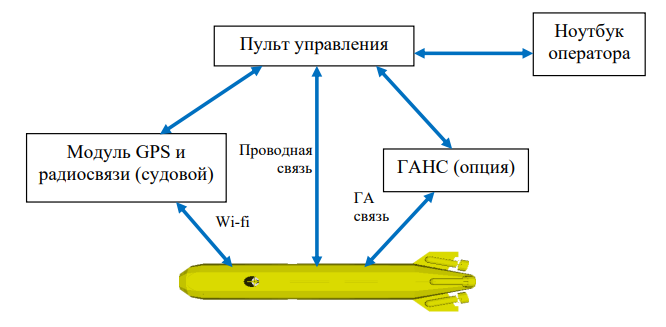 Пульт управления
Ноутбук
оператора
Модуль GPS и
радиосвязи (судовой)
Проводная
связь
ГАНС (опция)
Wi-fi
ГА
связь